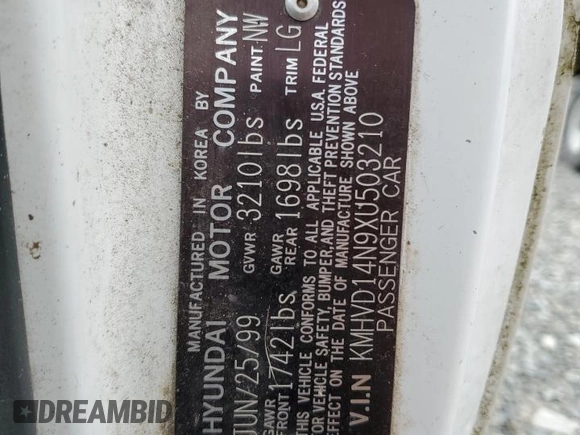 MANUFACTURED IN KOREA BY
HYUNDAI MOTOR COMPANY
JUN/25/99 GVWR 3210lbs PAINT NW
GAWR FRONT 1742lbs GAWR REAR 1698lbs TRIM LG
THIS VEHICLE CONFORMS TO ALL APPLICABLE U.S.A. FEDERAL
MOTOR VEHICLE SAFETY, BUMPER, AND THEFT PREVENTION STANDARDS
IN EFFECT ON THE DATE OF MANUFACTURE SHOWN ABOVE
V.I.N KMHVD14N9XU503210
PASSENGER CAR